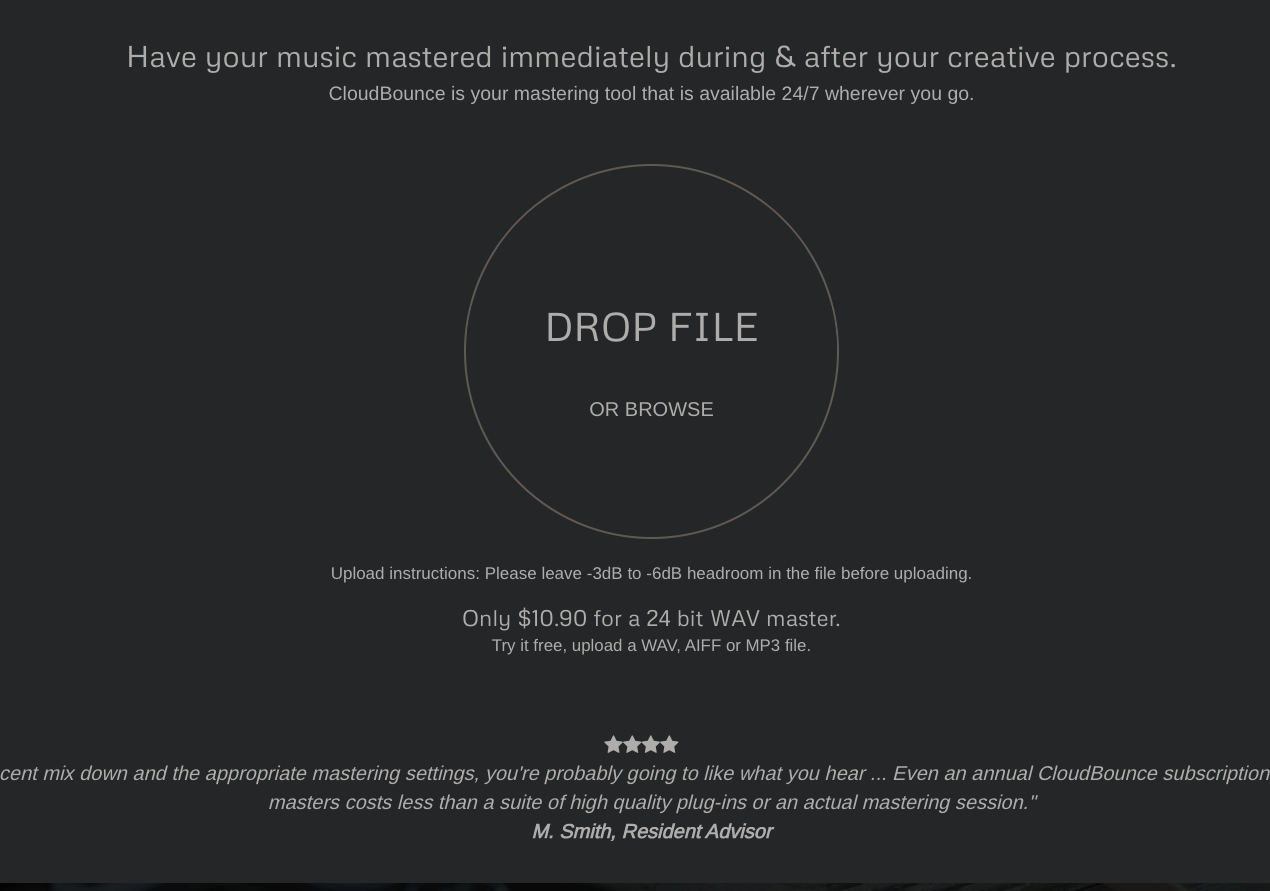 Have your music mastered immediately during & after your creative process.
CloudBounce is your mastering tool that is available 24/7 wherever you go.
DROP FILE
OR BROWSE
Upload instructions: Please leave -3dB to -6dB headroom in the file before uploading.
Only $10.90 for a 24 bit WAV master.
Try it free, upload a WAV, AIFF or MP3 file.
cent mix down and the appropriate mastering settings, you're probably going to like what you hear ... Even an annual CloudBounce subscription
masters costs less than a suite of high quality plug-ins or an actual mastering session."
M. Smith, Resident Advisor